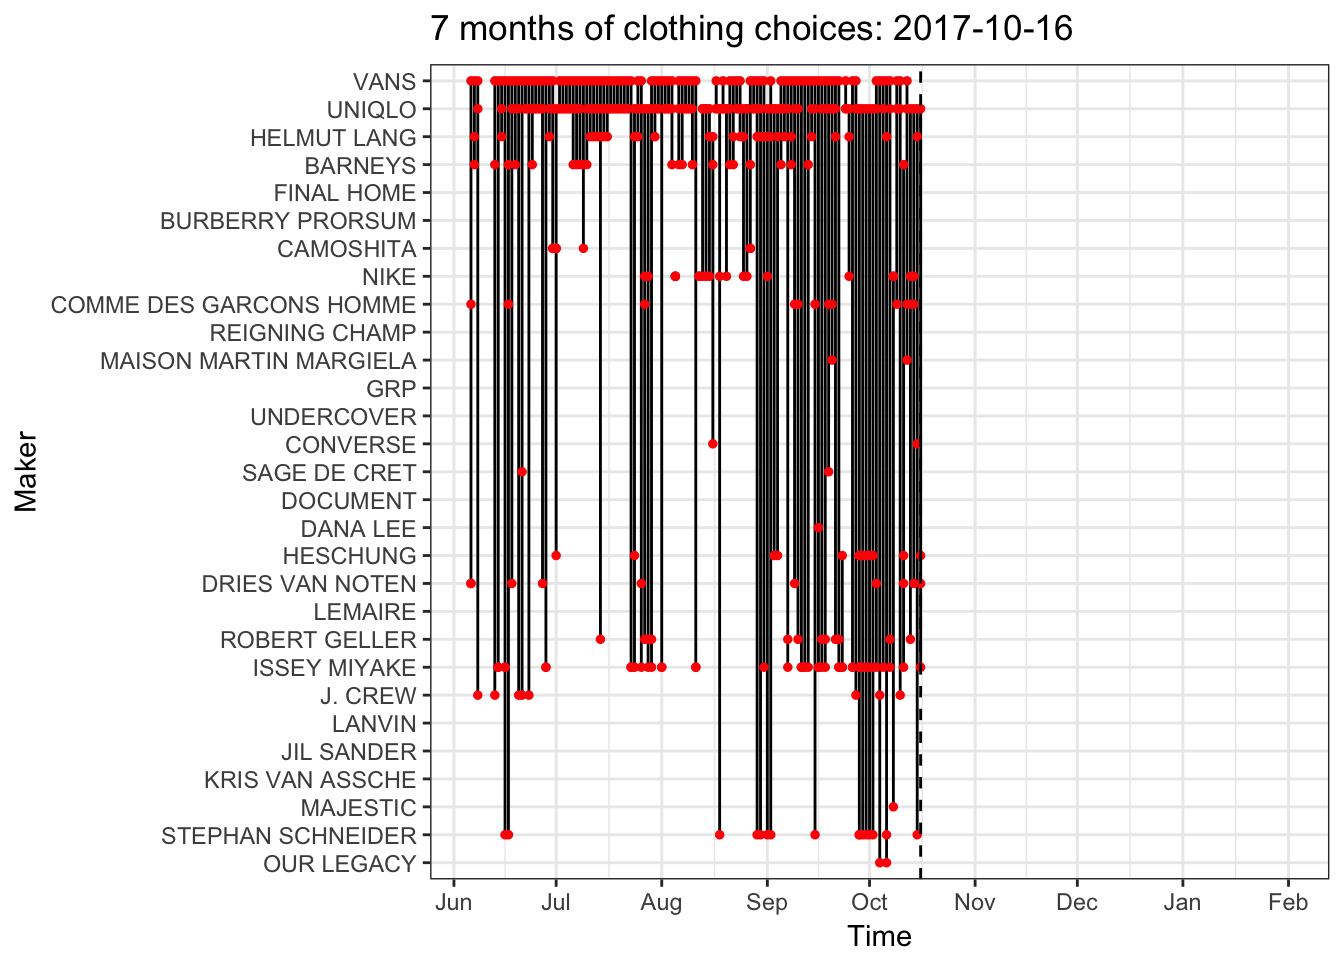 7 months of clothing choices: 2017-10-16
VANS
UNIQLO
HELMUT LANG
BARNEYS
FINAL HOME
BURBERRY PRORSUM
CAMOSHITA
NIKE
COMME DES GARCONS HOMME
REIGNING CHAMP
MAISON MARTIN MARGIELA
GRP
UNDERCOVER
CONVERSE
SAGE DE CRET
DOCUMENT
DANA LEE
HESCHUNG
DRIES VAN NOTEN
LEMAIRE
ROBERT GELLER
ISSEY MIYAKE
J. CREW
LANVIN
JIL SANDER
KRIS VAN ASSCHE
MAJESTIC
STEPHAN SCHNEIDER
OUR LEGACY
Maker
Jun Jul Aug Sep Oct Nov Dec Jan Feb
Time